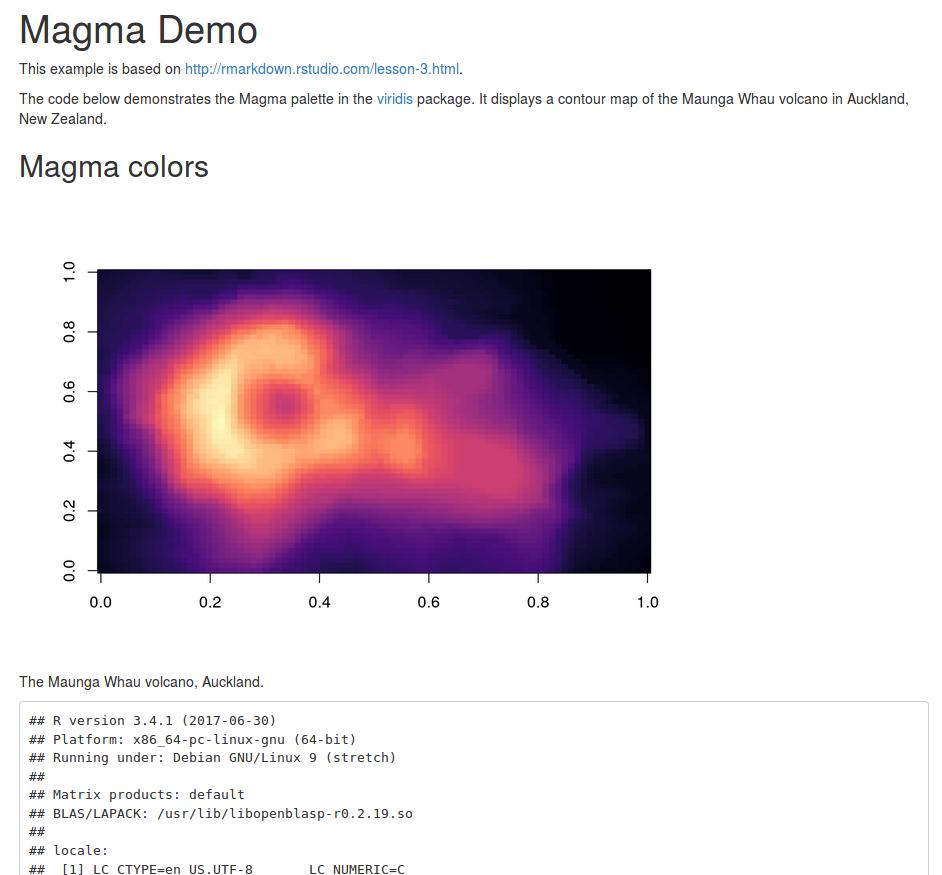 Magma Demo
This example is based on http://rmarkdown.rstudio.com/lesson-3.html.
The code below demonstrates the Magma palette in the viridis package. It displays a contour map of the Maunga Whau volcano in Auckland,
New Zealand.
Magma colors
1.0
0.8
0.6
0.4
0.2
0.0
0.0 0.2 0.4 0.6 0.8 1.0
The Maunga Whau volcano, Auckland.
## R version 3.4.1 (2017-06-30)
## Platform: x86_64-pc-linux-gnu (64-bit)
## Running under: Debian GNU/Linux 9 (stretch)
##
## Matrix products: default
## BLAS/LAPACK: /usr/lib/libopenblasp-r0.2.19.so
##
## locale:
##  [1] LC_CTYPE=en_US.UTF-8       LC_NUMERIC=C